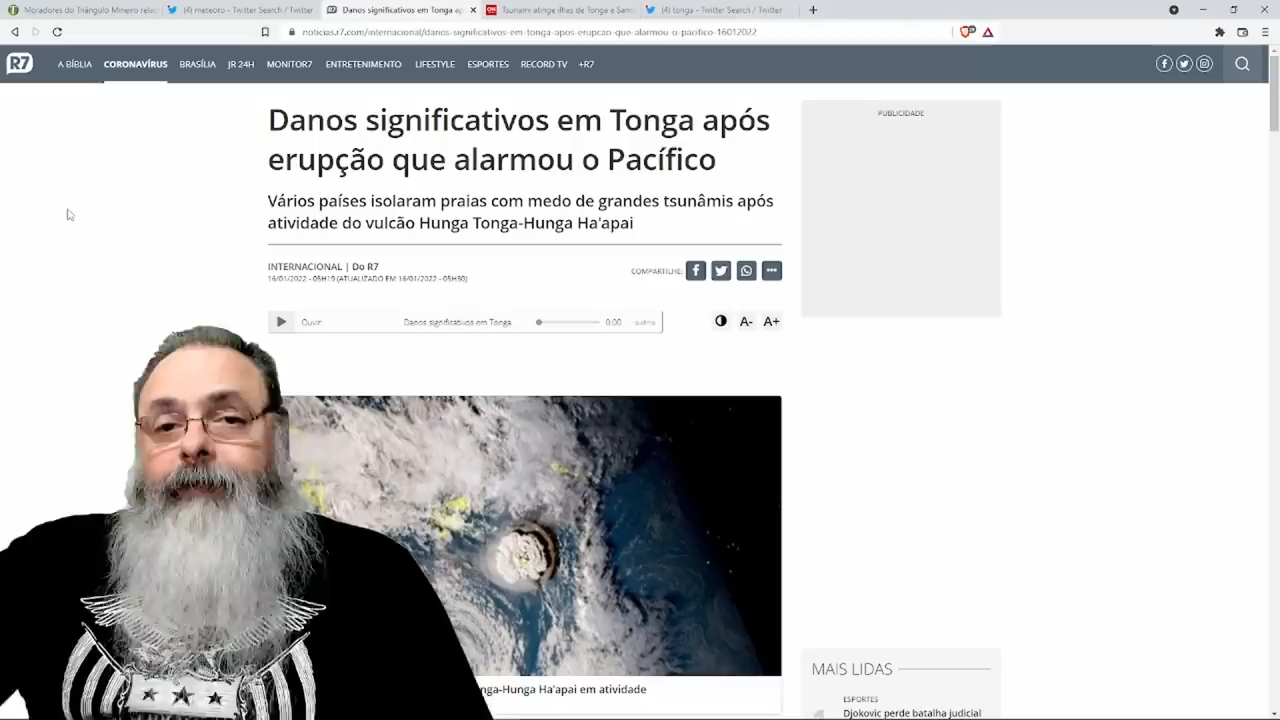 Moradores do Triângulo Mineiro rela
(4) meteoro - Twitter Search / Twitter
Danos significativos em Tonga ap
Tsunami atinge ilhas de Tonga e Sam
(4) tonga - Twitter Search / Twitter
noticias.r7.com/internacional/danos-significativos-em-tonga-apos-erupcao-que-alarmou-o-pacifico-16012022
R7
A BÍBLIA
CORONAVÍRUS
BRASÍLIA
JR 24H
MONITOR7
ENTRETENIMENTO
LIFESTYLE
ESPORTES
RECORD TV
+R7
Danos significativos em Tonga após
erupção que alarmou o Pacífico
PUBLICIDADE
Vários países isolaram praias com medo de grandes tsunâmis após
atividade do vulcão Hunga Tonga-Hunga Ha'apai
INTERNACIONAL | Do R7
16/01/2022 - 05H19 (ATUALIZADO EM 16/01/2022 - 05H30)
COMPARTILHE:
Ouvir:
Danos significativos em Tonga
0:00
audima
A-
A+
nga-Hunga Ha'apai em atividade
MAIS LIDAS
1
ESPORTES
Djokovic perde batalha judicial